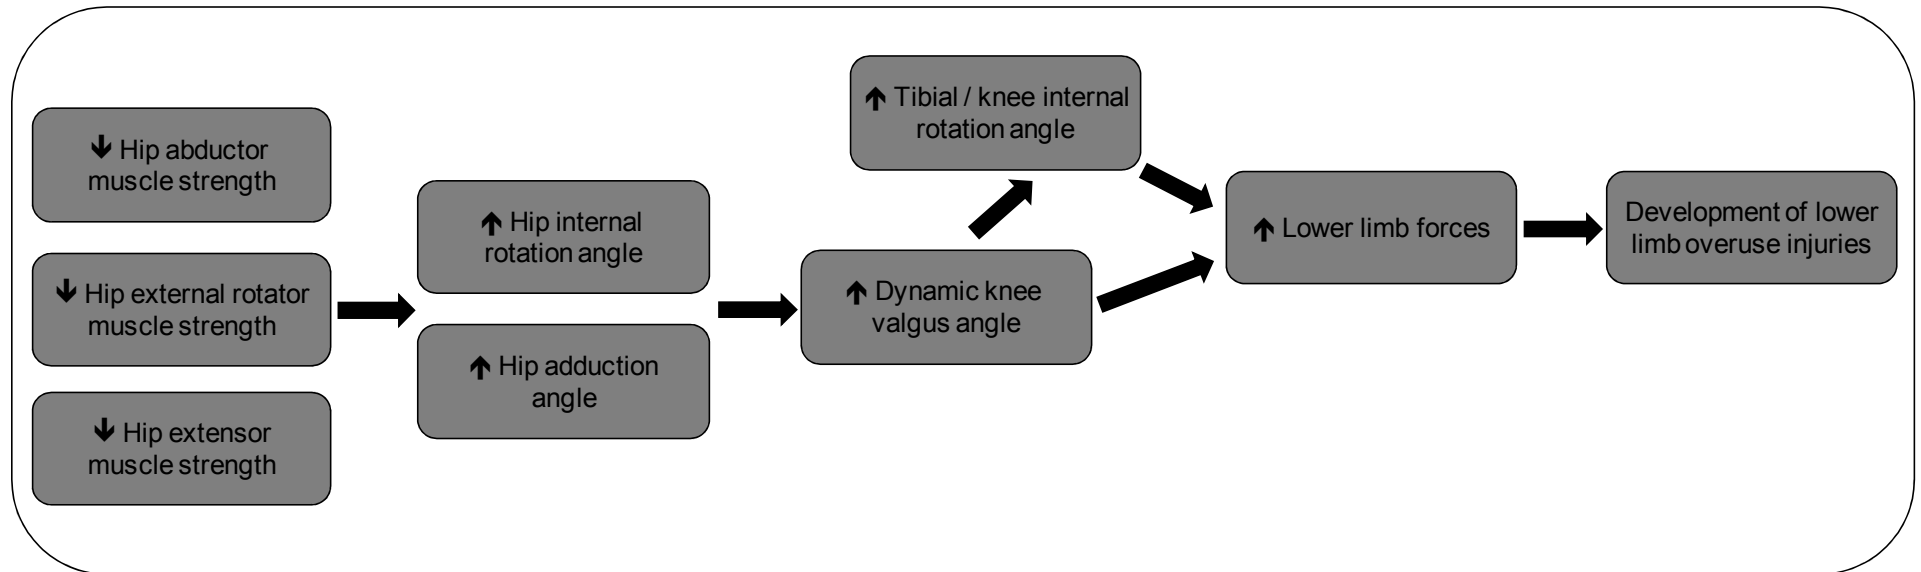 ↓ Hip abductor
muscle strength
↓ Hip external rotator
muscle strength
↓ Hip extensor
muscle strength
↑ Hip internal
rotation angle
↑ Hip adduction
angle
↑ Dynamic knee
valgus angle
↑ Tibial / knee internal
rotation angle
↑ Lower limb forces
Development of lower
limb overuse injuries